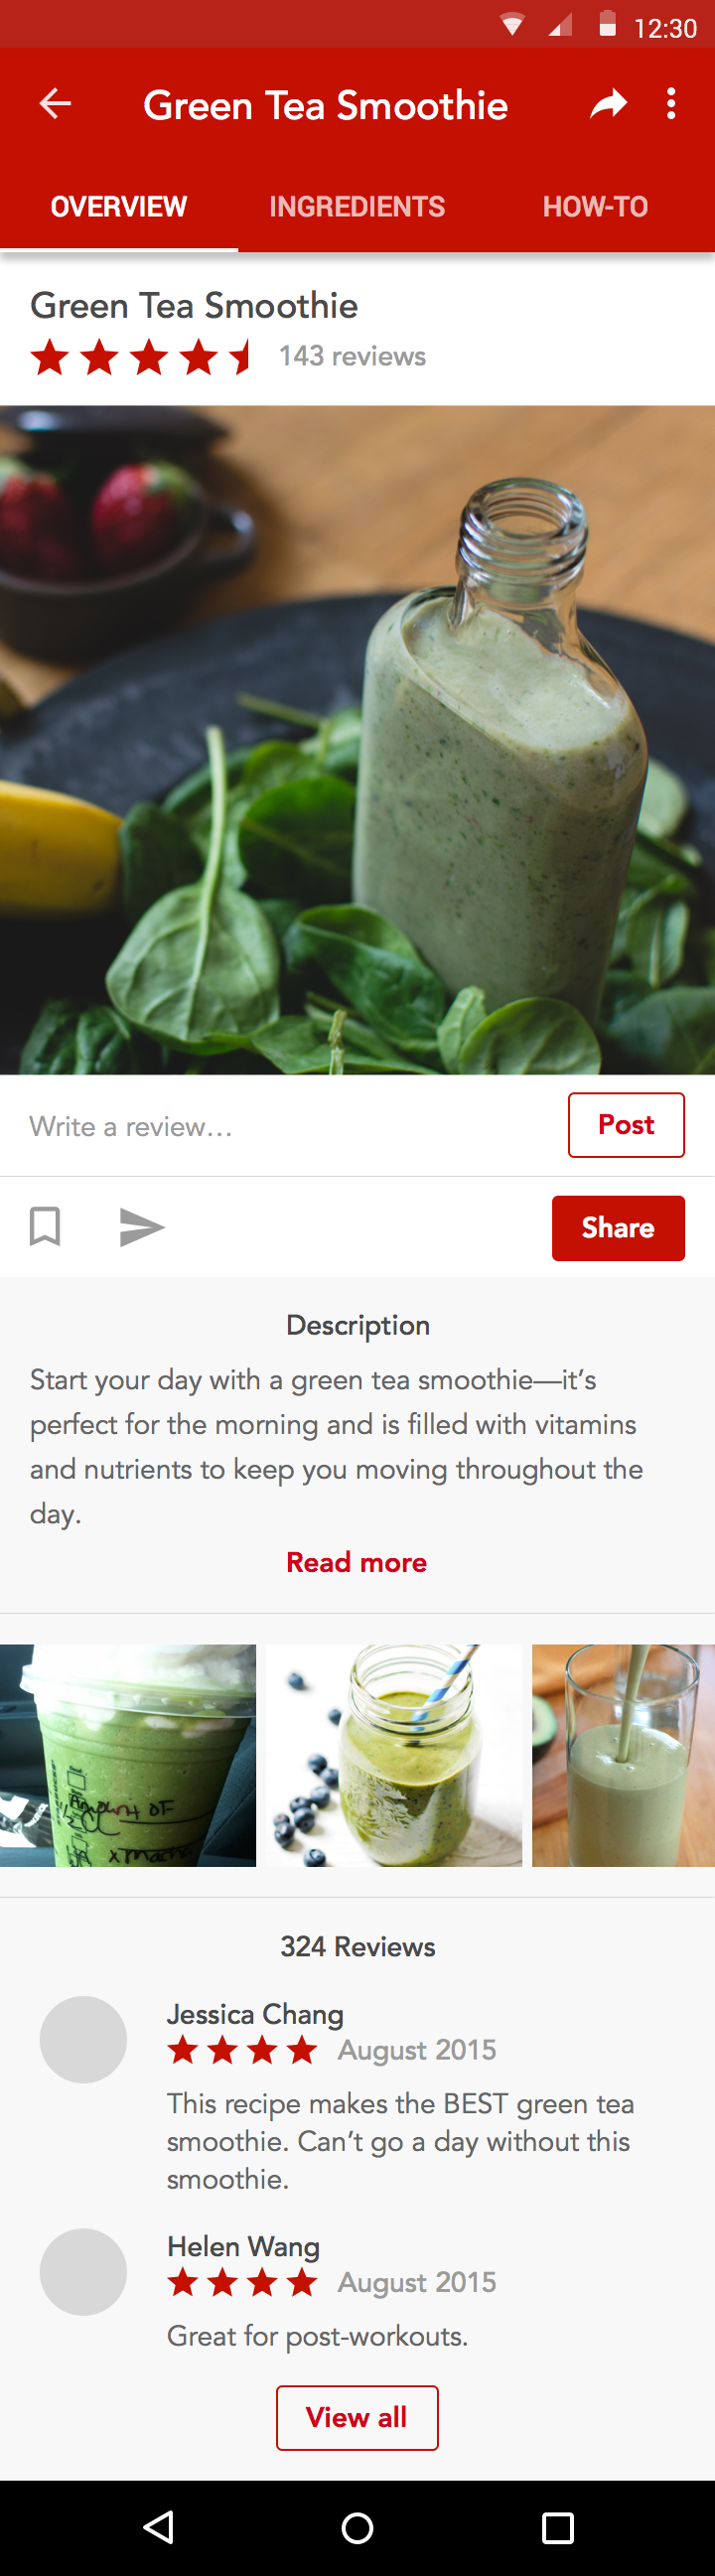 12:30
Green Tea Smoothie
OVERVIEW INGREDIENTS HOW-TO
Green Tea Smoothie
143 reviews
Write a review…
Post
Share
Description
Start your day with a green tea smoothie—it’s
perfect for the morning and is filled with vitamins
and nutrients to keep you moving throughout the
day.
Read more
Amount OF
324 Reviews
Jessica Chang
August 2015
This recipe makes the BEST green tea
smoothie. Can’t go a day without this
smoothie.
Helen Wang
August 2015
Great for post-workouts.
View all